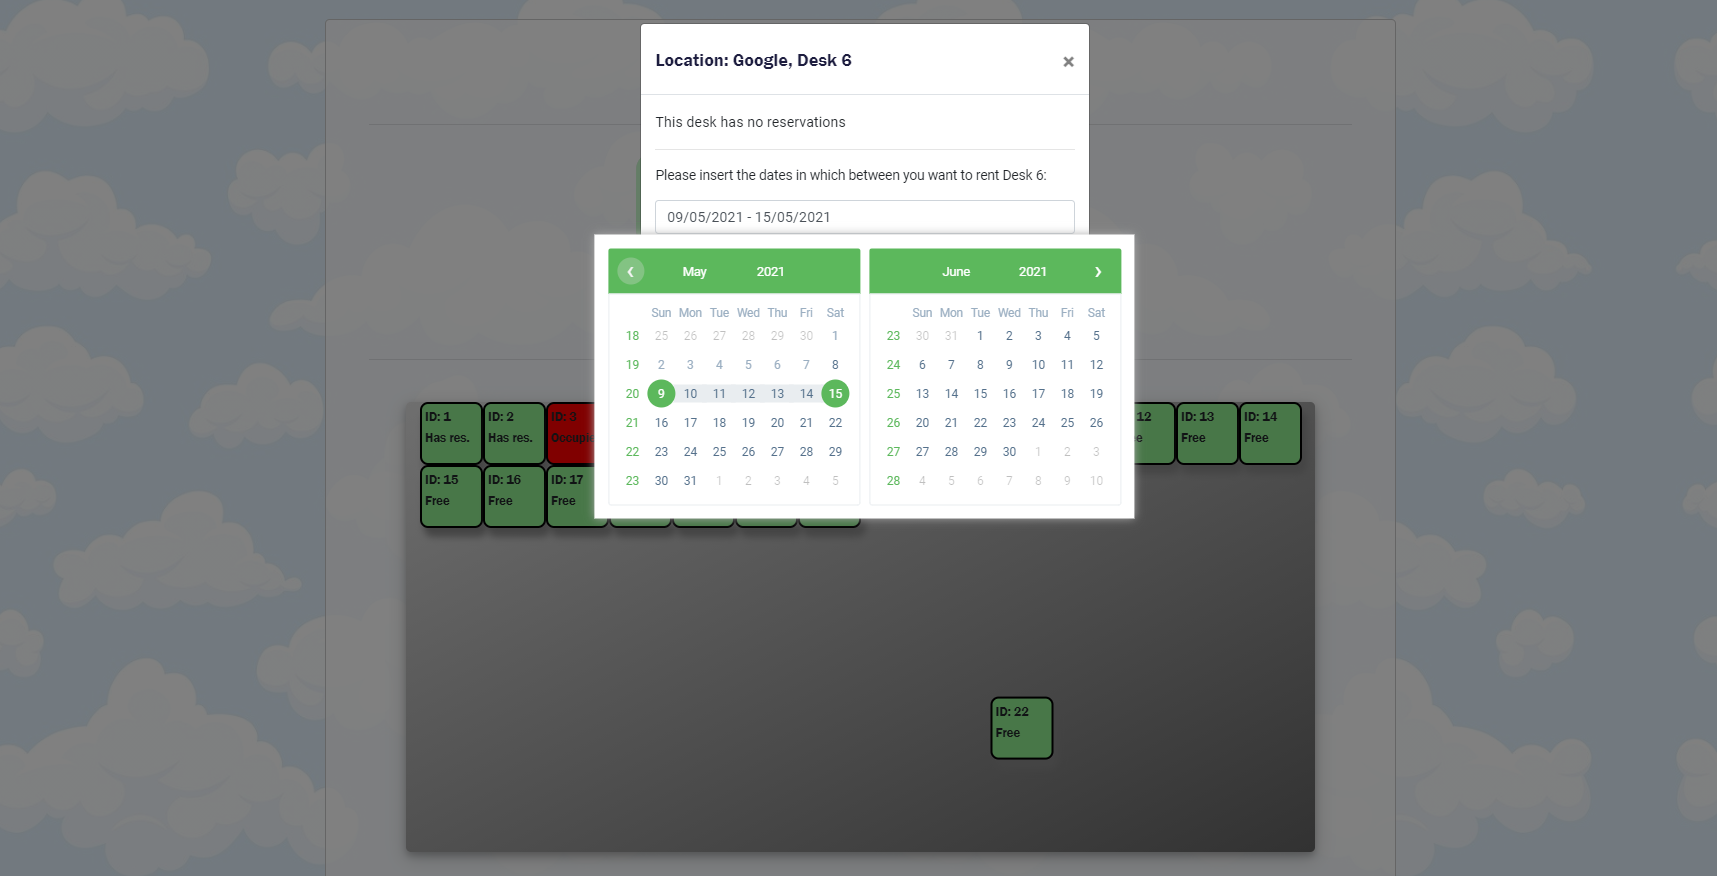 Location: Google, Desk 6 ×
This desk has no reservations
Please insert the dates in which between you want to rent Desk 6:
09/05/2021 - 15/05/2021
‹ May 2021
Sun Mon Tue Wed Thu Fri Sat
18 25 26 27 28 29 30 1
19 2 3 4 5 6 7 8
20 9 10 11 12 13 14 15
21 16 17 18 19 20 21 22
22 23 24 25 26 27 28 29
23 30 31 1 2 3 4 5
June 2021 ›
Sun Mon Tue Wed Thu Fri Sat
23 30 31 1 2 3 4 5
24 6 7 8 9 10 11 12
25 13 14 15 16 17 18 19
26 20 21 22 23 24 25 26
27 27 28 29 30 1 2 3
28 4 5 6 7 8 9 10
ID: 1
Has res.
ID: 2
Has res.
ID: 3
12
ID: 13
Free
ID: 14
Free
ID: 15
Free
ID: 16
Free
ID: 17
Free
ID: 22
Free